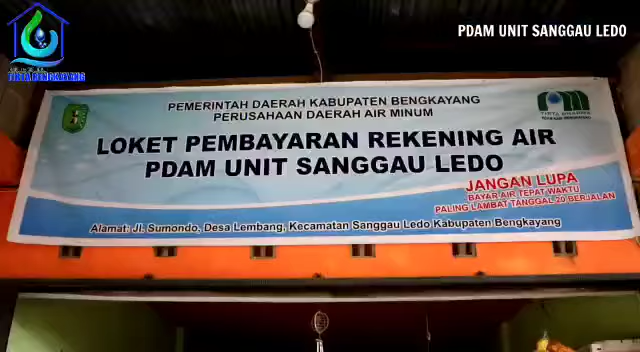 PDAM UNIT SANGGAU LEDO
TIRTA BENGKAYANG
PEMERINTAH DAERAH KABUPATEN BENGKAYANG
PERUSAHAAN DAERAH AIR MINUM
LOKET PEMBAYARAN REKENING AIR
PDAM UNIT SANGGAU LEDO
JANGAN LUPA
BAYAR AIR TEPAT WAKTU
PALING LAMBAT TANGGAL 20 BERJALAN
Alamat: Jl. Sumondo, Desa Lembang, Kecamatan Sanggau Ledo Kabupaten Bengkayang